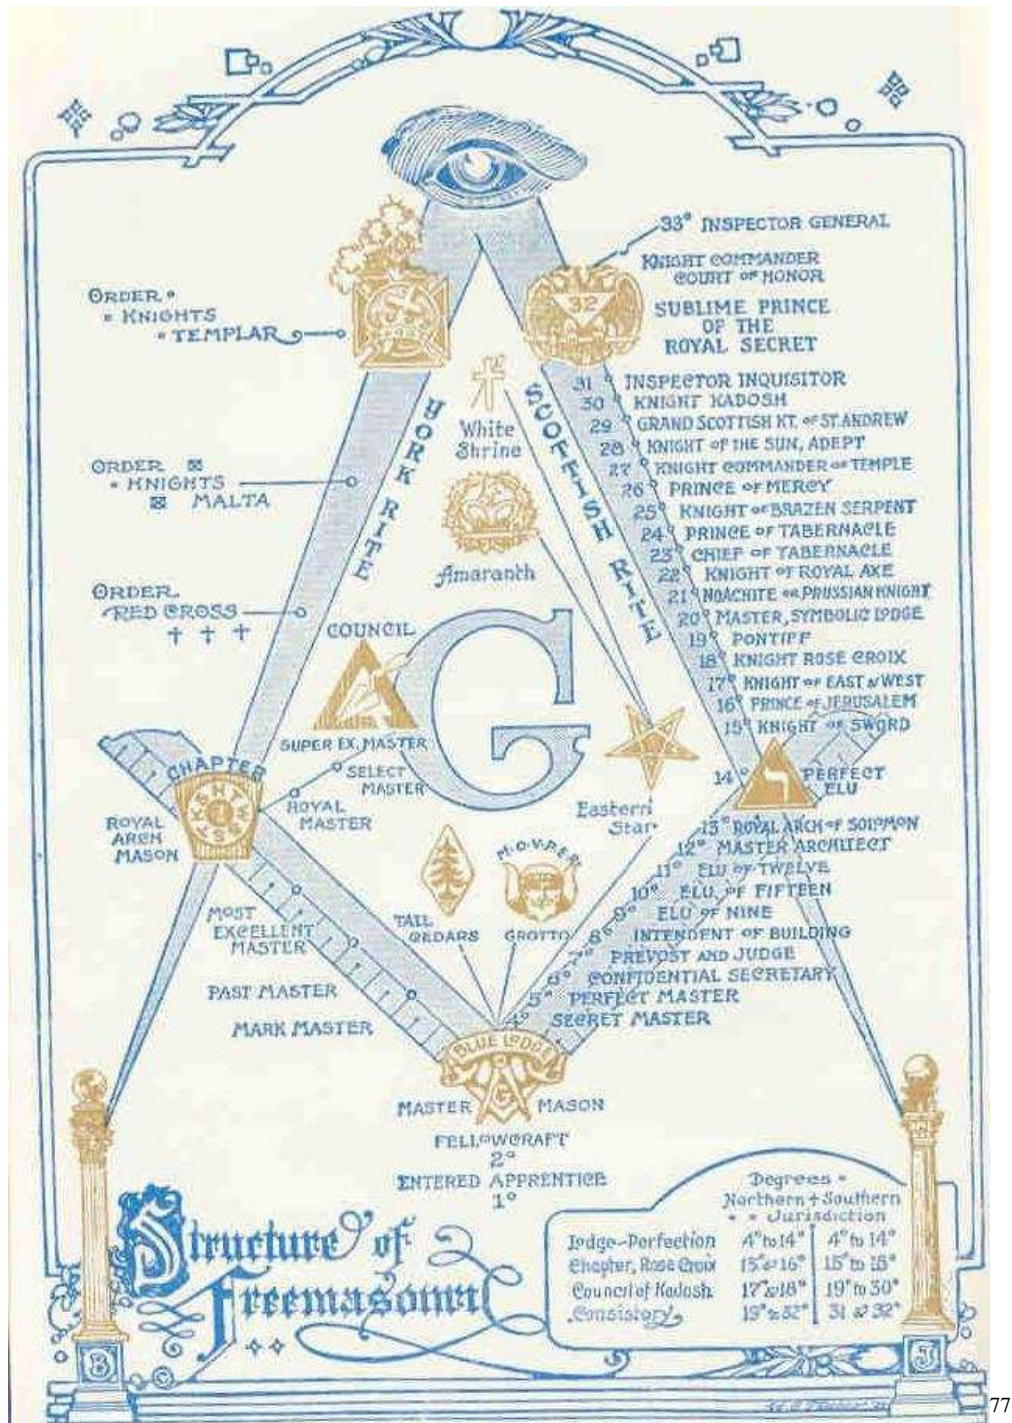 33° INSPECTOR GENERAL
KNIGHT COMMANDER
COURT OF HONOR
32
SUBLIME PRINCE
OF THE
ROYAL SECRET
ORDER
KNIGHTS
TEMPLAR
YORK RITE
SCOTTISH RITE
White
Shrine
Amaranth
31 INSPECTOR INQUISITOR
30 KNIGHT KADOSH
29 GRAND SCOTTISH KT. OF ST. ANDREW
28 KNIGHT OF THE SUN, ADEPT
27 KNIGHT COMMANDER OF TEMPLE
26° PRINCE OF MERCY
25° KNIGHT OF BRAZEN SERPENT
24° PRINCE OF TABERNACLE
23° CHIEF OF TABERNACLE
22° KNIGHT OF ROYAL AXE
21° NOACHITE OR PRUSSIAN KNIGHT
20° MASTER, SYMBOLIC LODGE
19° PONTIFF
18° KNIGHT ROSE CROIX
17° KNIGHT OF EAST & WEST
16° PRINCE OF JERUSALEM
15° KNIGHT OF SWORD
14° PERFECT
ELU
13° ROYAL ARCH OF SOLOMON
12° MASTER ARCHITECT
11° ELU OF TWELVE
10° ELU, OF FIFTEEN
9° ELU OF NINE
8° INTENDENT OF BUILDING
7° PREVOST AND JUDGE
6° CONFIDENTIAL SECRETARY
5° PERFECT MASTER
4° SECRET MASTER
ORDER
KNIGHTS
MALTA
ORDER
RED CROSS
COUNCIL
SUPER EX. MASTER
SELECT
MASTER
ROYAL
MASTER
G
Eastern
Star
CHAPTER
HTWSSTKS
ROYAL
ARCH
MASON
M.O.V.P.E.R.
TALL
CEDARS
GROTTO
MOST
EXCELLENT
MASTER
PAST MASTER
MARK MASTER
BLUE LODGE
G
MASTER MASON
FELLOWCRAFT
2°
ENTERED APPRENTICE
1°
Structure of
Freemasonry
Degrees
Northern + Southern
Jurisdiction
Lodge-Perfection 4° to 14° 4° to 14°
Chapter, Rose Croix 15° & 16° 15° to 18°
Council of Kadosh 17° & 18° 19° to 30°
Consistory 19° to 32° 31 & 32°
B
J
©
77